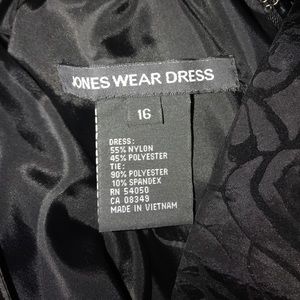 JONES WEAR DRESS
16
DRESS:
55% NYLON
45% POLYESTER
TIE:
90% POLYESTER
10% SPANDEX
RN 54050
CA 08349
MADE IN VIETNAM